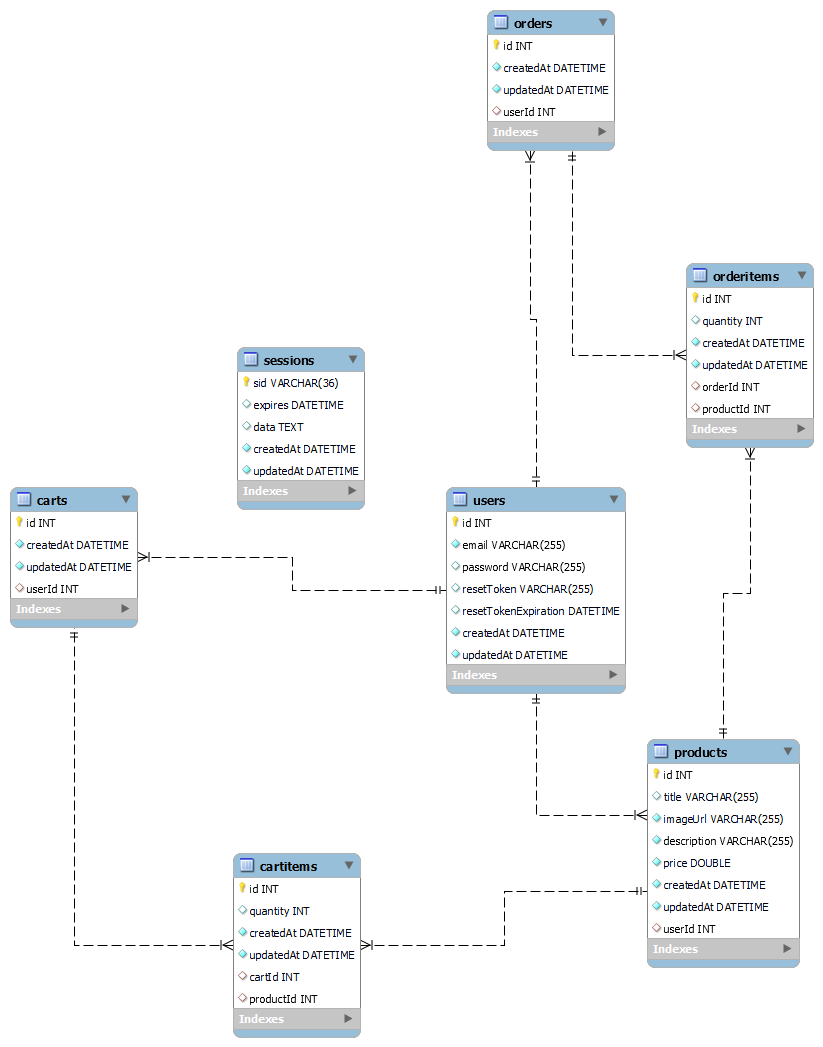 orders
id INT
createdAt DATETIME
updatedAt DATETIME
userId INT
Indexes
orderitems
id INT
quantity INT
createdAt DATETIME
updatedAt DATETIME
orderId INT
productId INT
Indexes
sessions
sid VARCHAR(36)
expires DATETIME
data TEXT
createdAt DATETIME
updatedAt DATETIME
Indexes
carts
id INT
createdAt DATETIME
updatedAt DATETIME
userId INT
Indexes
users
id INT
email VARCHAR(255)
password VARCHAR(255)
resetToken VARCHAR(255)
resetTokenExpiration DATETIME
createdAt DATETIME
updatedAt DATETIME
Indexes
products
id INT
title VARCHAR(255)
imageUrl VARCHAR(255)
description VARCHAR(255)
price DOUBLE
createdAt DATETIME
updatedAt DATETIME
userId INT
Indexes
cartitems
id INT
quantity INT
createdAt DATETIME
updatedAt DATETIME
cartId INT
productId INT
Indexes